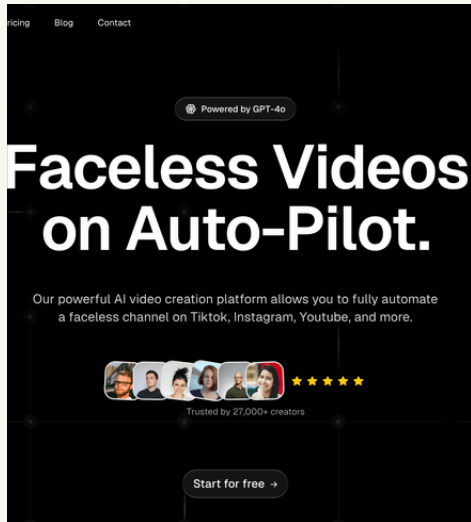 Blog
Contact
Powered by GPT-4o
Faceless Videos
on Auto-Pilot.
Our powerful AI video creation platform allows you to fully automate
a faceless channel on Tiktok, Instagram, Youtube, and more.
Trusted by 27,000+ creators
Start for free →